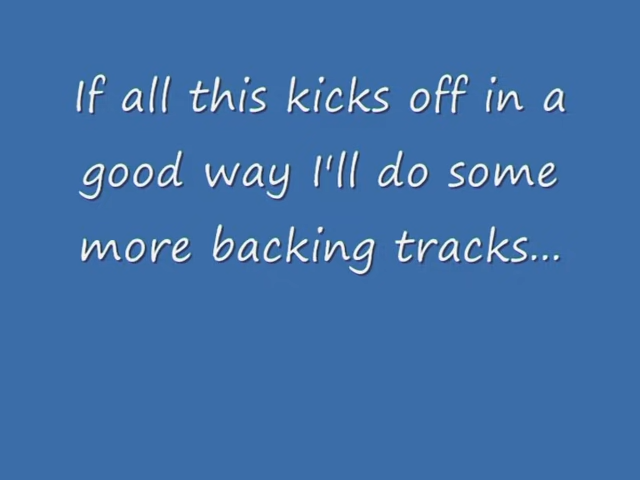 If all this kicks off in a
good way I'll do some
more backing tracks...